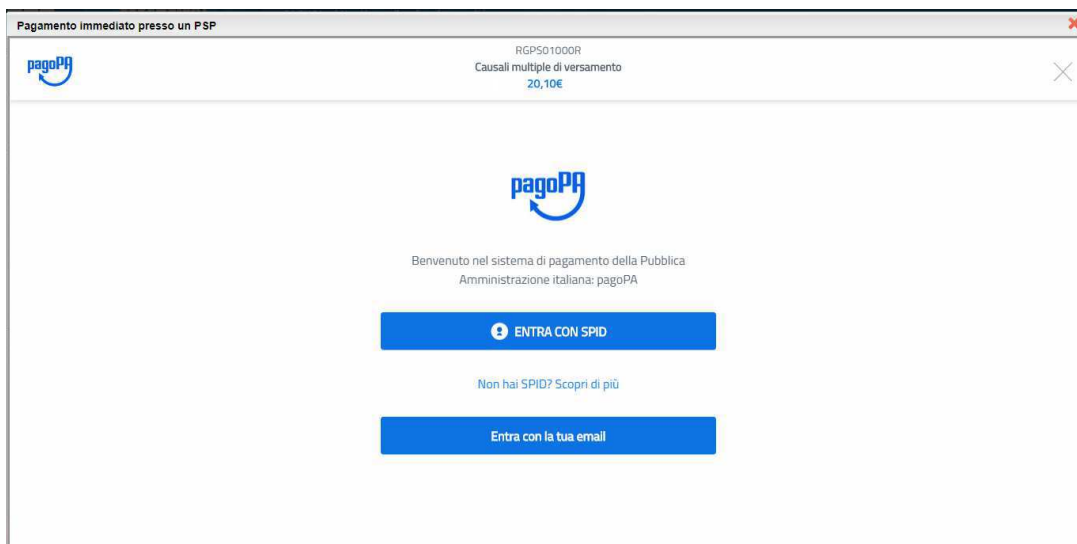 Pagamento immediato presso un PSP
pagoPA
RGPS01000R
Causali multiple di versamento
20,10€
pagoPA
Benvenuto nel sistema di pagamento della Pubblica
Amministrazione italiana: pagoPA
ENTRA CON SPID
Non hai SPID? Scopri di più
Entra con la tua email